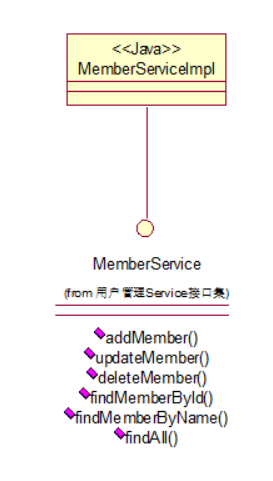 <<Java>>
MemberServiceImpl
MemberService
(from 用户管理Service接口集)
addMember()
updateMember()
deleteMember()
findMemberById()
findMemberByName()
findAll()